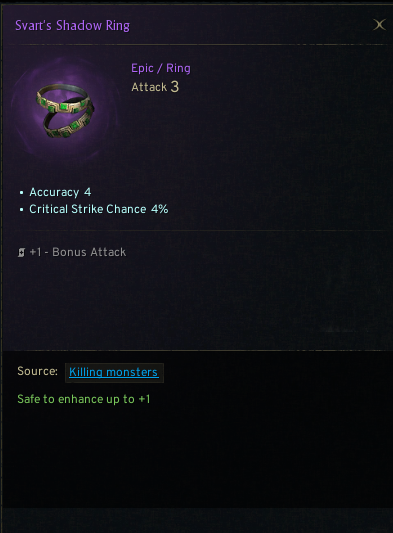 Svart's Shadow Ring
Epic / Ring
Attack 3
• Accuracy 4
• Critical Strike Chance 4%
+1 - Bonus Attack
Source: Killing monsters
Safe to enhance up to +1